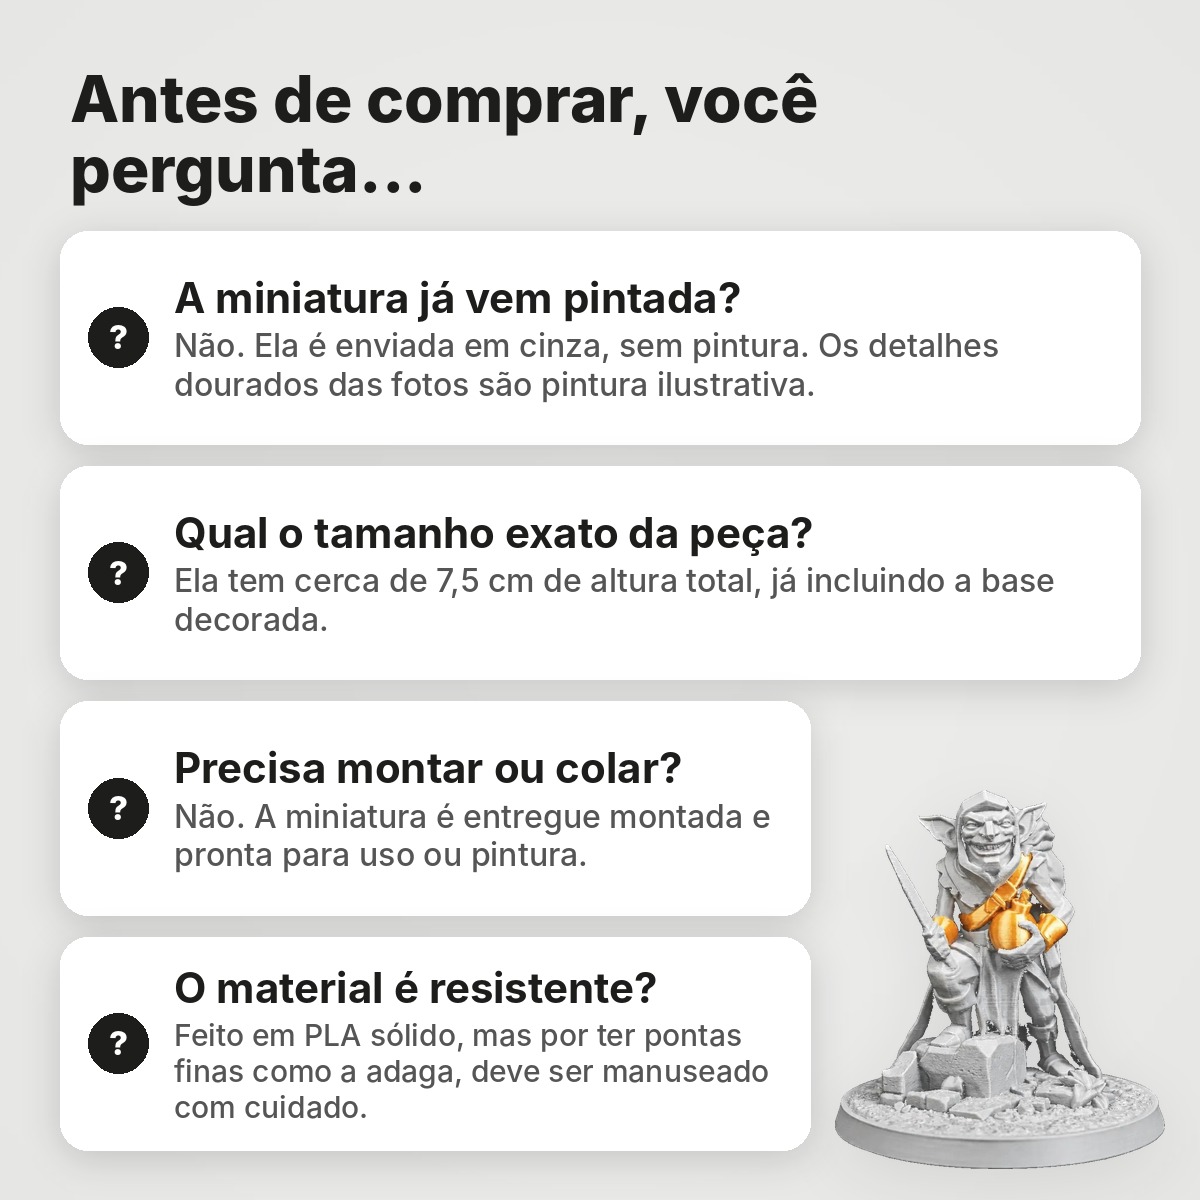 Antes de comprar, você
pergunta...
?
A miniatura já vem pintada?
Não. Ela é enviada em cinza, sem pintura. Os detalhes
dourados das fotos são pintura ilustrativa.
?
Qual o tamanho exato da peça?
Ela tem cerca de 7,5 cm de altura total, já incluindo a base
decorada.
?
Precisa montar ou colar?
Não. A miniatura é entregue montada e
pronta para uso ou pintura.
?
O material é resistente?
Feito em PLA sólido, mas por ter pontas
finas como a adaga, deve ser manuseado
com cuidado.